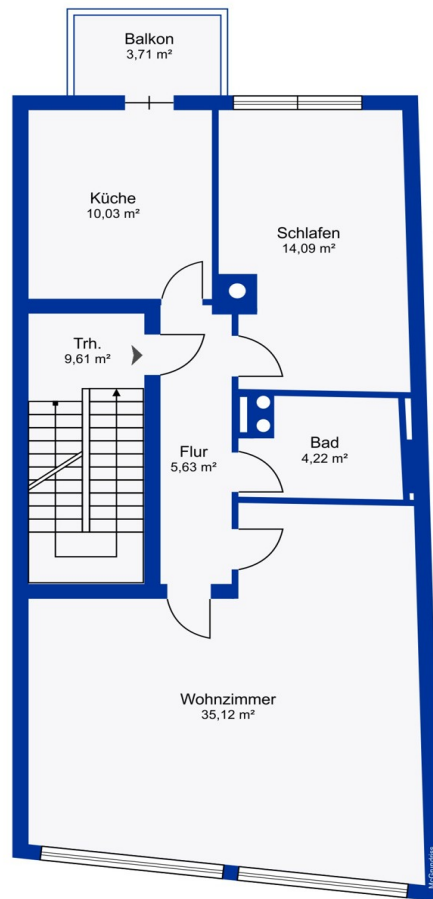 Balkon
3,71 m²
Küche
10,03 m²
Schlafen
14,09 m²
Trh.
9,61 m²
Flur
5,63 m²
Bad
4,22 m²
Wohnzimmer
35,12 m²
McGrundriss